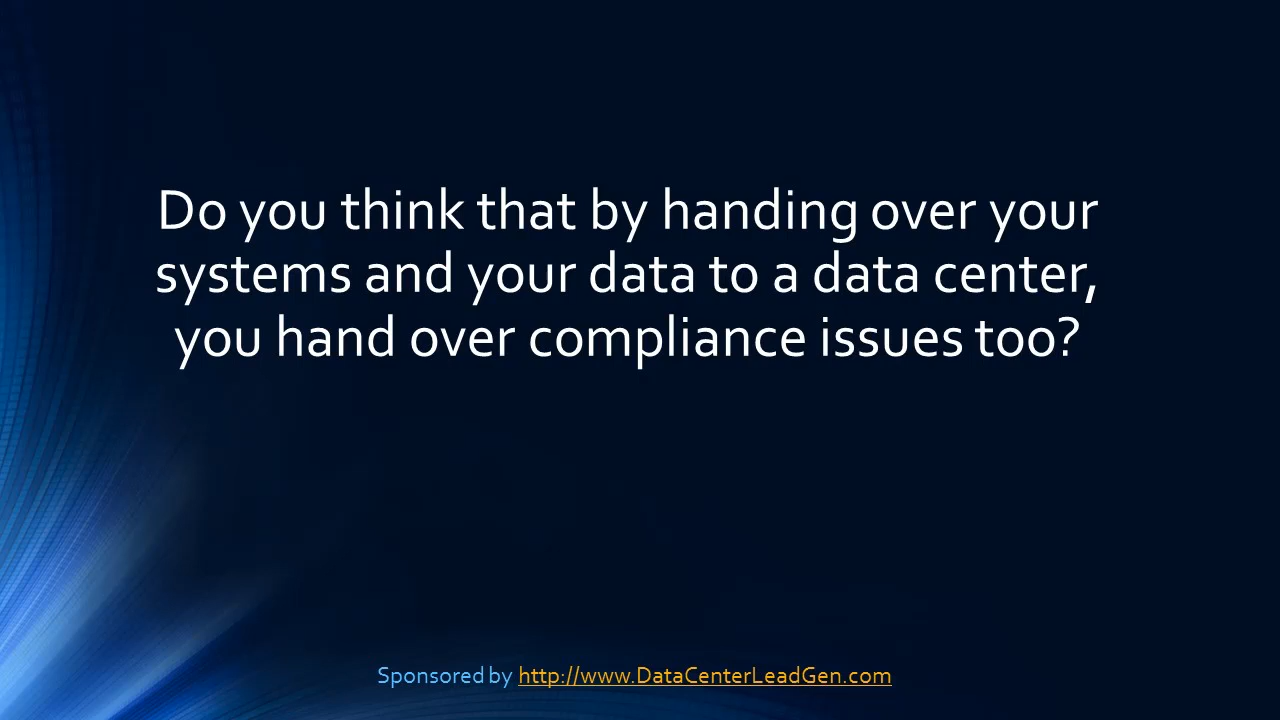 Do you think that by handing over your
systems and your data to a data center,
you hand over compliance issues too?
Sponsored by http://www.DataCenterLeadGen.com